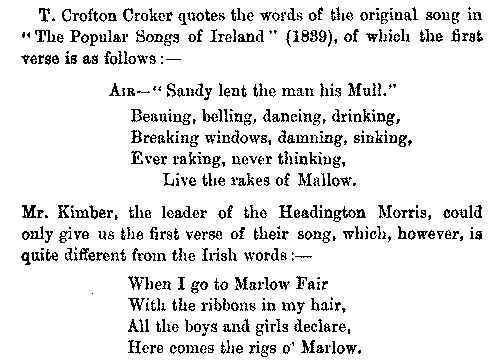 T. Crofton Croker quotes the words of the original song in
"The Popular Songs of Ireland" (1839), of which the first
verse is as follows :—
AIR—"Sandy lent the man his Mull."
Beauing, belling, dancing, drinking,
Breaking windows, damning, sinking,
Ever raking, never thinking,
Live the rakes of Mallow.
Mr. Kimber, the leader of the Headington Morris, could
only give us the first verse of their song, which, however, is
quite different from the Irish words :—
When I go to Marlow Fair
With the ribbons in my hair,
All the boys and girls declare,
Here comes the rigs o' Marlow.